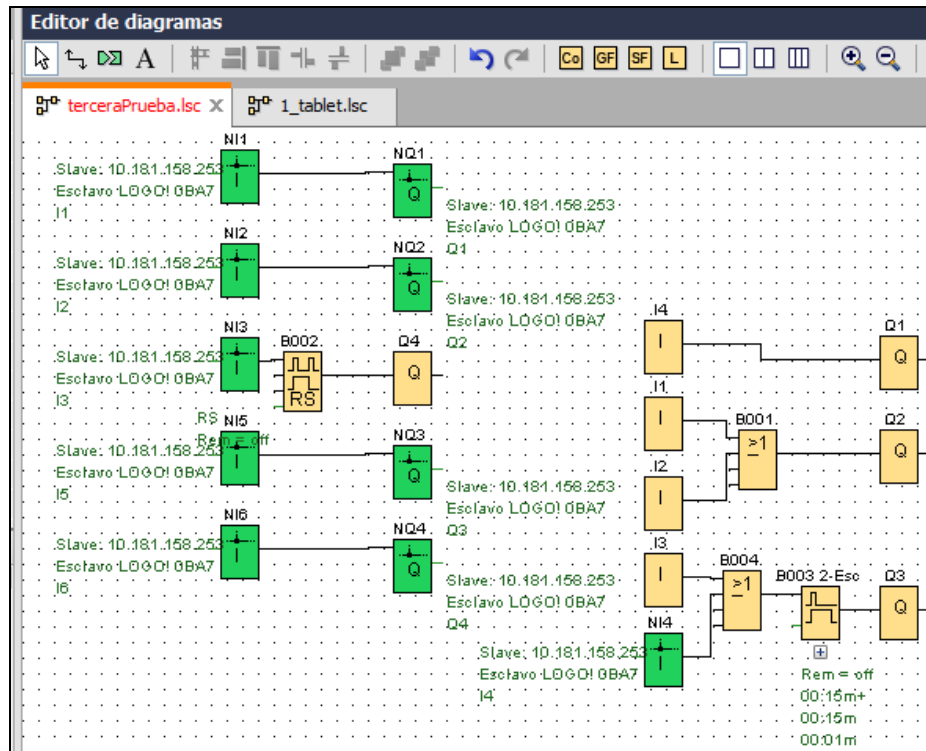 Editor de diagramas
A
Co GF SF L
terceraPrueba.lsc X
1_tablet.lsc
NI1
I
Slave: 10.181.158.253
Esclavo LOGO! 0BA7
I1
NQ1
Q
Slave: 10.181.158.253
Esclavo LOGO! 0BA7
Q1
NI2
I
Slave: 10.181.158.253
Esclavo LOGO! 0BA7
I2
NQ2
Q
Slave: 10.181.158.253
Esclavo LOGO! 0BA7
Q2
NI3
I
Slave: 10.181.158.253
Esclavo LOGO! 0BA7
I3
B002
RS
RS
Rem = off
Q4
Q
NI5
I
Slave: 10.181.158.253
Esclavo LOGO! 0BA7
I5
NQ3
Q
Slave: 10.181.158.253
Esclavo LOGO! 0BA7
Q3
NI6
I
Slave: 10.181.158.253
Esclavo LOGO! 0BA7
I6
NQ4
Q
Slave: 10.181.158.253
Esclavo LOGO! 0BA7
Q4
I4
I
Q1
Q
I1
I
B001
≥1
Q2
Q
I2
I
I3
I
B004
≥1
B003 2-Esc
Q3
Q
NI4
I
Slave: 10.181.158.253
Esclavo LOGO! 0BA7
I4
Rem = off
00:15m+
00:15m
00:01m